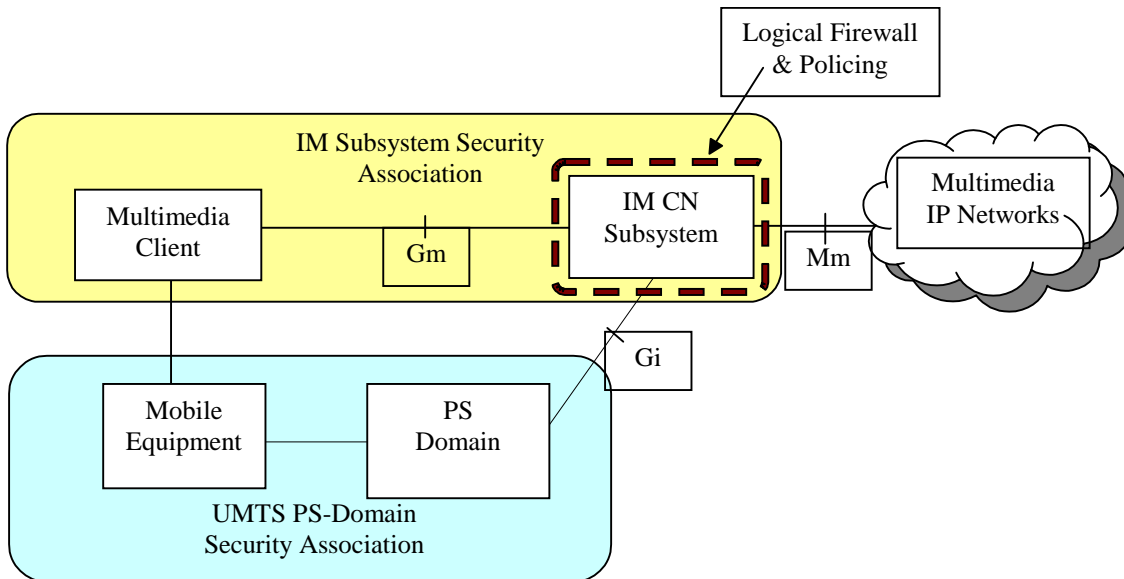 Logical Firewall
& Policing
IM Subsystem Security
Association
Multimedia
Client
Gm
IM CN
Subsystem
Mm
Multimedia
IP Networks
Gi
Mobile
Equipment
PS
Domain
UMTS PS-Domain
Security Association